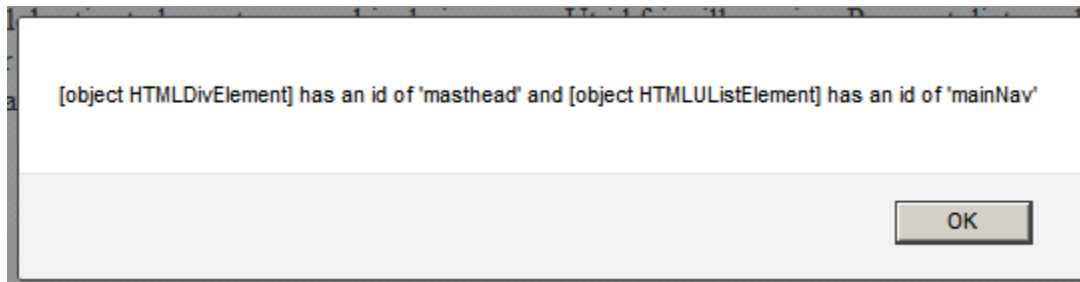 [object HTMLDivElement] has an id of 'masthead' and [object HTMLUListElement] has an id of 'mainNav'
OK